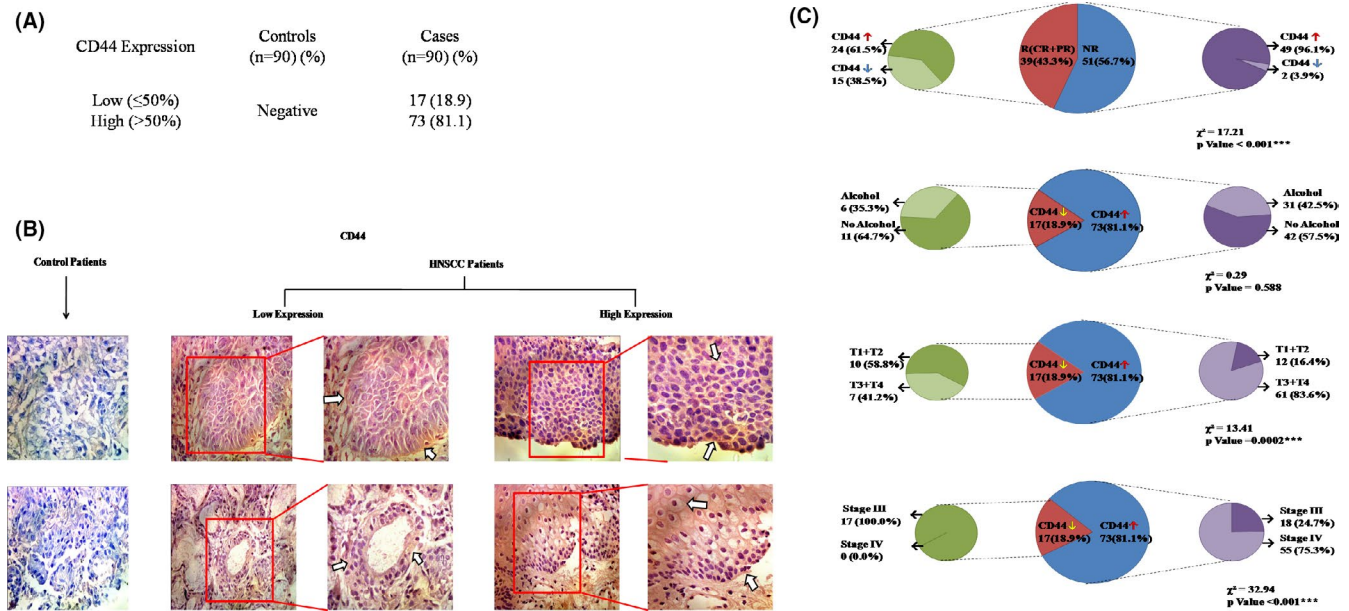 (A)
CD44 Expression
Controls
(n=90) (%)
Cases
(n=90) (%)
Low (≤50%)
High (>50%)
Negative
17 (18.9)
73 (81.1)
(B)
CD44
Control Patients
HNSCC Patients
Low Expression
High Expression
(C)
CD44 ↑
24 (61.5%)
CD44 ↓
15 (38.5%)
R(CR+PR)
39(43.3%)
NR
51(56.7%)
CD44 ↑
49 (96.1%)
CD44 ↓
2 (3.9%)
χ² = 17.21
p Value < 0.001***
Alcohol
6 (35.3%)
No Alcohol
11 (64.7%)
CD44 ↓
17(18.9%)
CD44 ↑
73(81.1%)
Alcohol
31 (42.5%)
No Alcohol
42 (57.5%)
χ² = 0.29
p Value = 0.588
T1+T2
10 (58.8%)
T3+T4
7 (41.2%)
CD44 ↓
17(18.9%)
CD44 ↑
73(81.1%)
T1+T2
12 (16.4%)
T3+T4
61 (83.6%)
χ² = 13.41
p Value =0.0002***
Stage III
17 (100.0%)
Stage IV
0 (0.0%)
CD44 ↓
17(18.9%)
CD44 ↑
73(81.1%)
Stage III
18 (24.7%)
Stage IV
55 (75.3%)
χ² = 32.94
p Value <0.001***